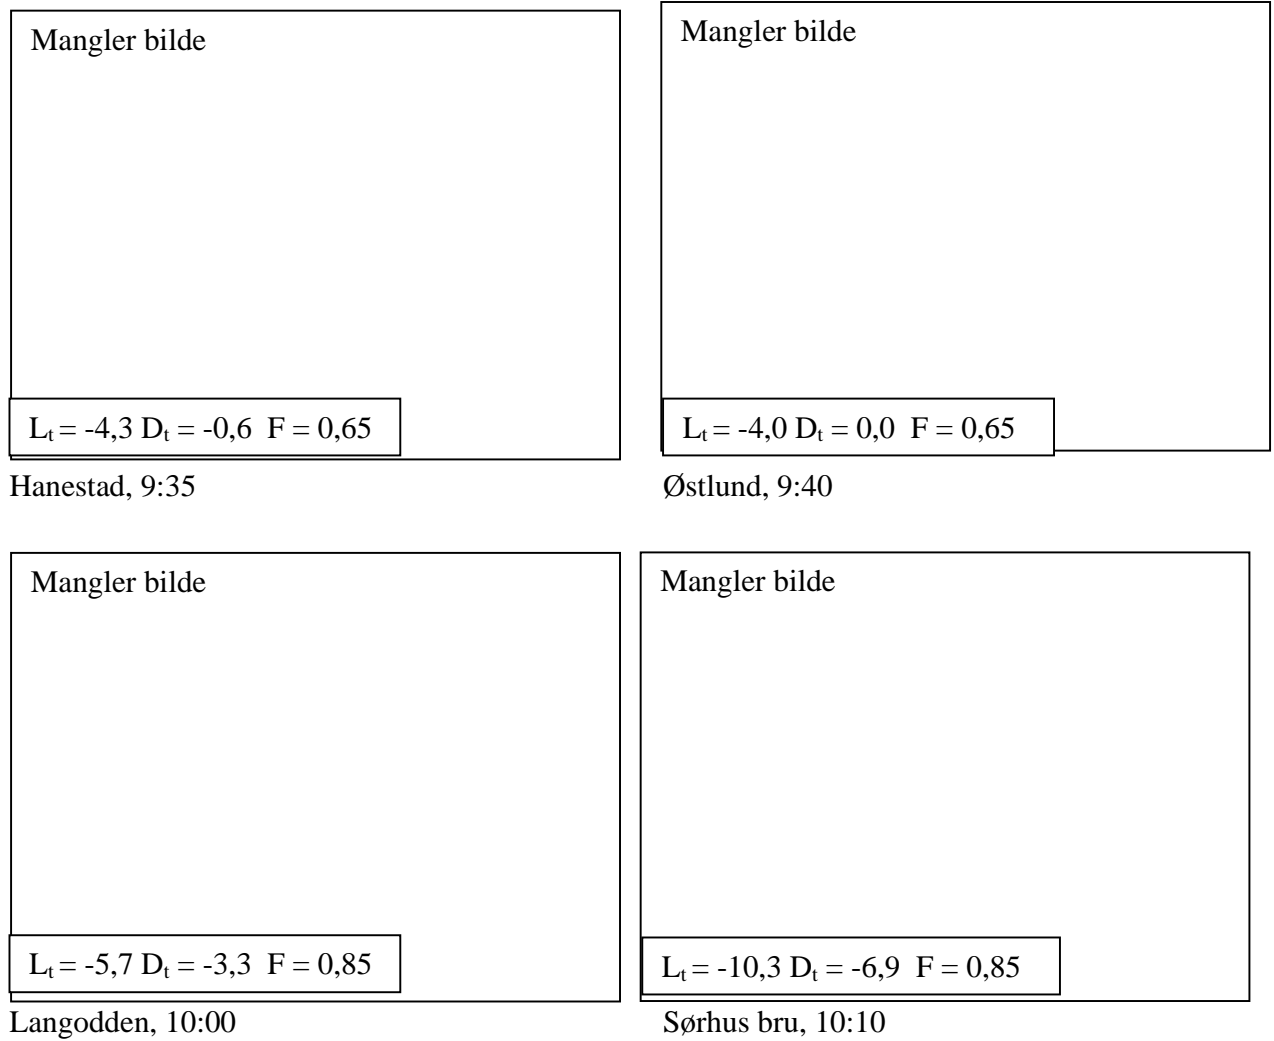 Mangler bilde
Lt = -4,3 Dt = -0,6 F = 0,65
Hanestad, 9:35
Mangler bilde
Lt = -4,0 Dt = 0,0 F = 0,65
Østlund, 9:40
Mangler bilde
Lt = -5,7 Dt = -3,3 F = 0,85
Langodden, 10:00
Mangler bilde
Lt = -10,3 Dt = -6,9 F = 0,85
Sørhus bru, 10:10